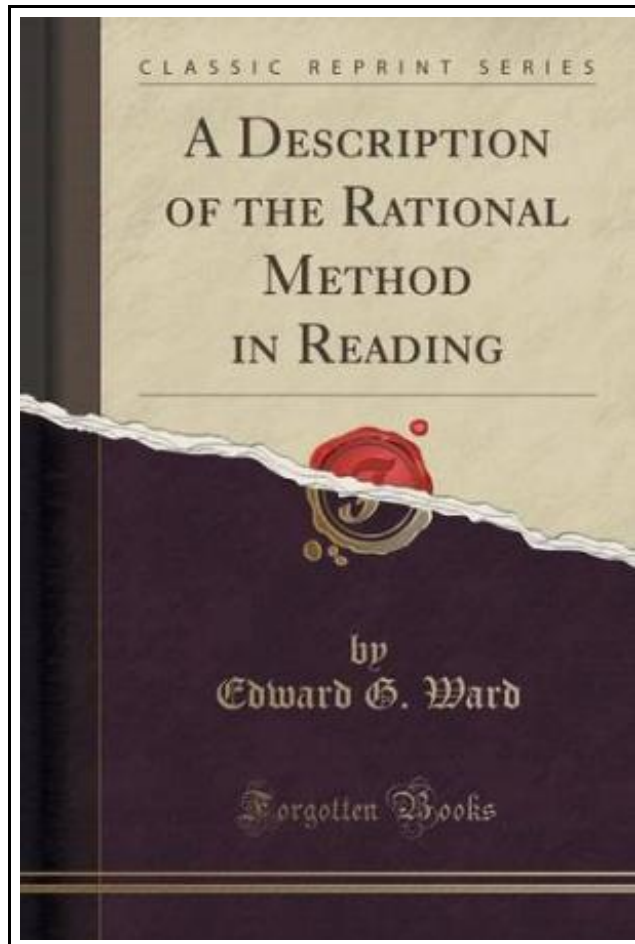 CLASSIC REPRINT SERIES
A DESCRIPTION
OF THE RATIONAL
METHOD
IN READING
by
Edward G. Ward
Forgotten Books